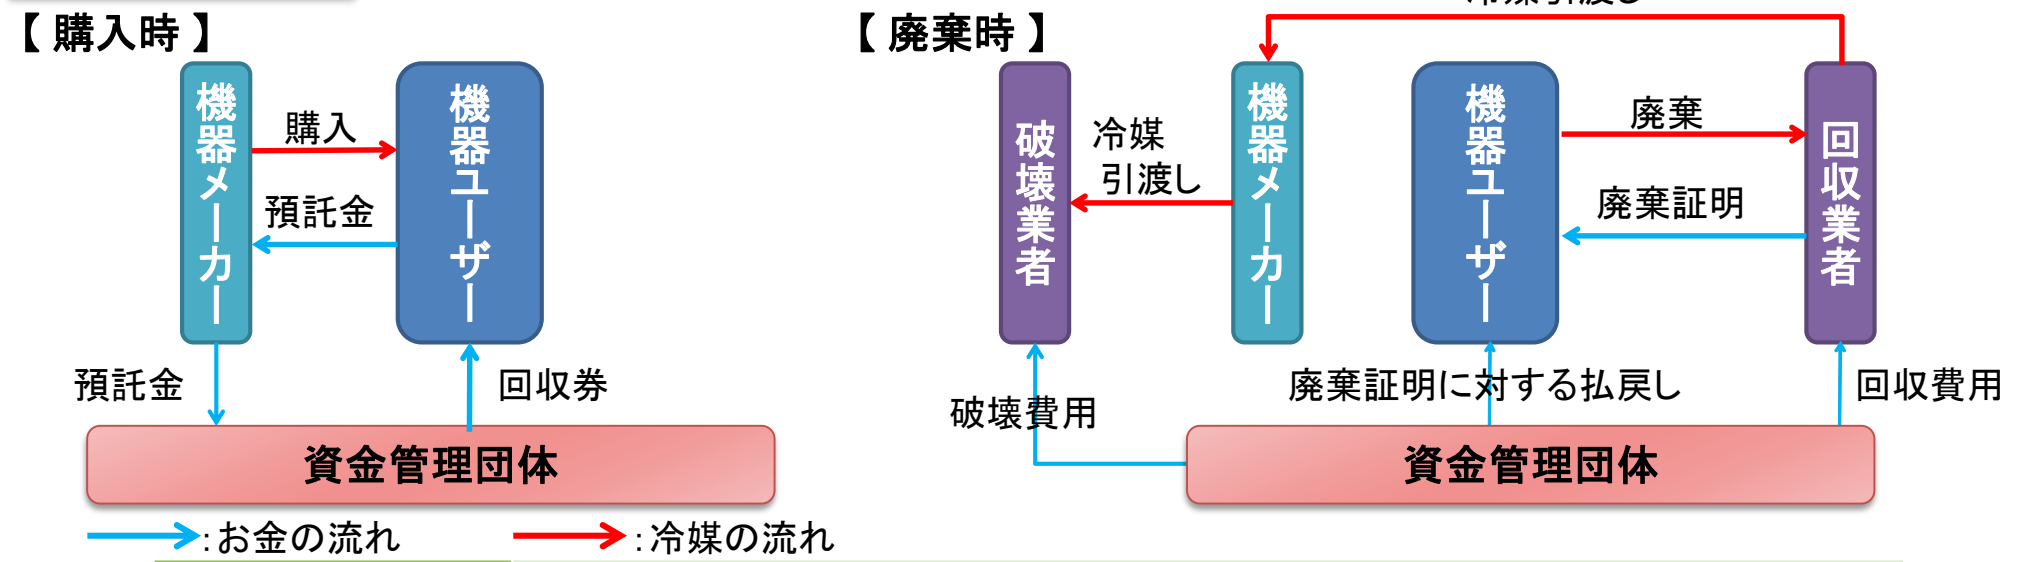 【 購入時 】
機器メーカー
購入
預託金
機器ユーザー
預託金
回収券
資金管理団体
:お金の流れ
:冷媒の流れ
【 廃棄時 】
冷媒引渡し
破壊業者
冷媒
引渡し
機器メーカー
機器ユーザー
廃棄
廃棄証明
回収業者
破壊費用
廃棄証明に対する払戻し
回収費用
資金管理団体